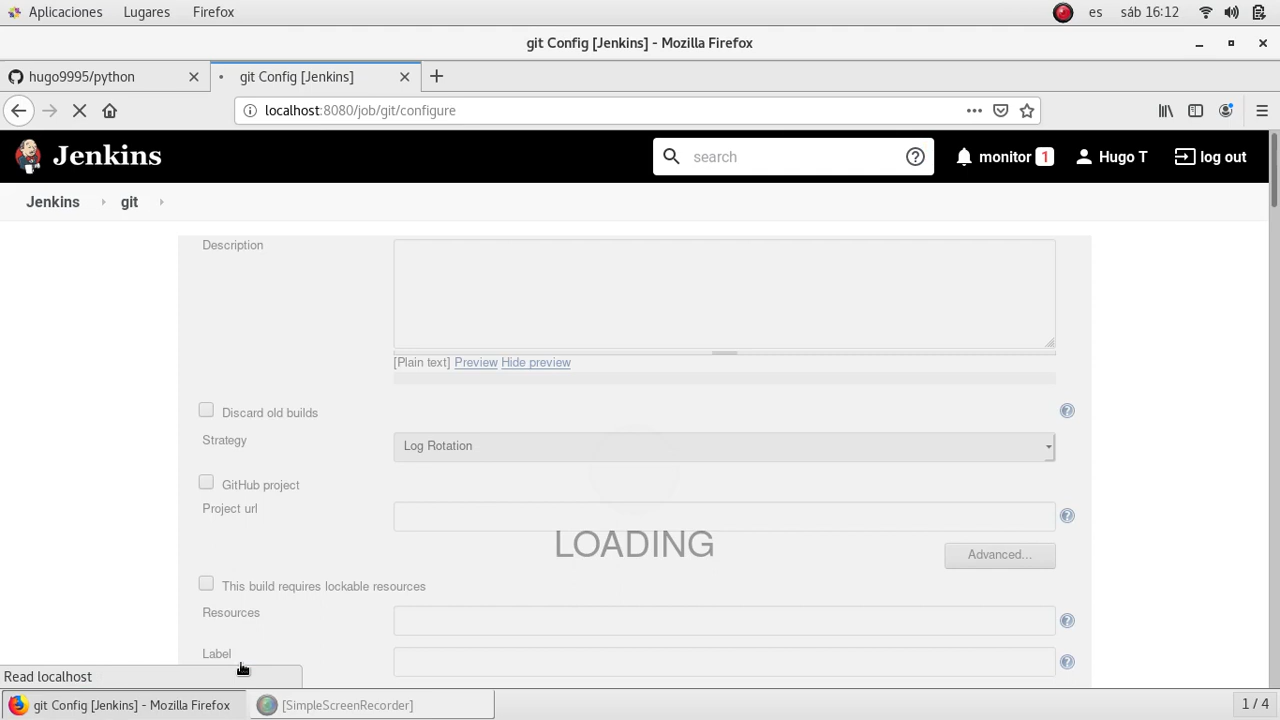 Aplicaciones Lugares Firefox es sáb 16:12
git Config [Jenkins] - Mozilla Firefox
hugo9995/python git Config [Jenkins]
localhost:8080/job/git/configure
Jenkins search monitor 1 Hugo T log out
Jenkins git
Description
[Plain text] Preview Hide preview
Discard old builds
Strategy Log Rotation
GitHub project
Project url
LOADING
Advanced...
This build requires lockable resources
Resources
Label
Read localhost
git Config [Jenkins] - Mozilla Firefox [SimpleScreenRecorder] 1 / 4